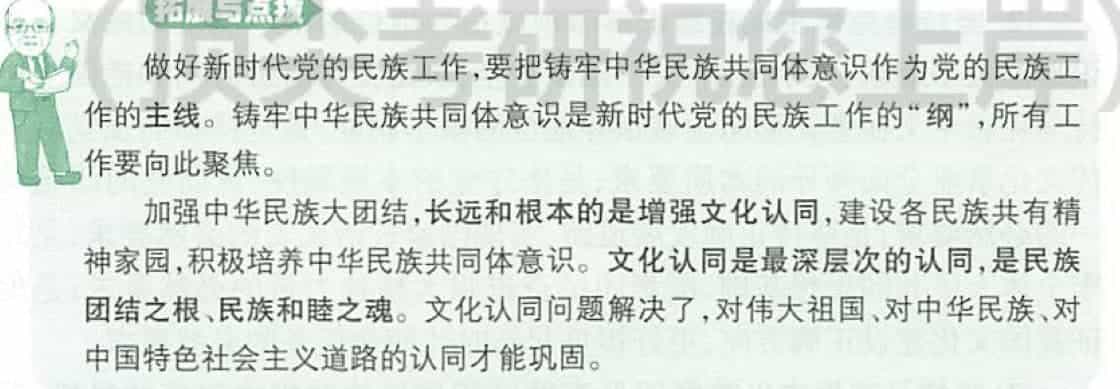 拓展与点拨
做好新时代党的民族工作,要把铸牢中华民族共同体意识作为党的民族工
作的主线。铸牢中华民族共同体意识是新时代党的民族工作的“纲”,所有工
作要向此聚焦。
加强中华民族大团结,长远和根本的是增强文化认同,建设各民族共有精
神家园,积极培养中华民族共同体意识。文化认同是最深层次的认同,是民族
团结之根、民族和睦之魂。文化认同问题解决了,对伟大祖国、对中华民族、对
中国特色社会主义道路的认同才能巩固。